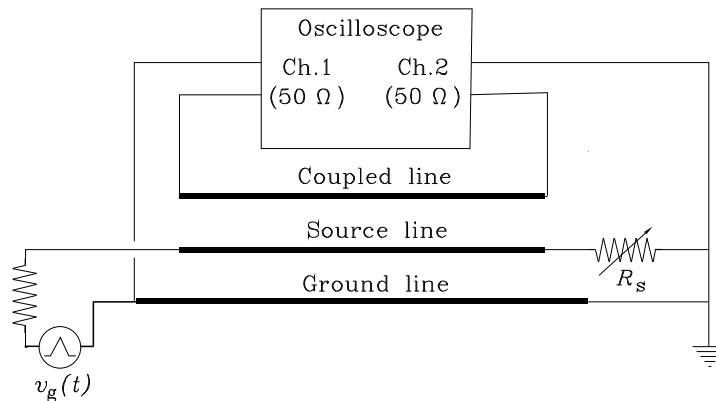 Oscilloscope
Ch.1 Ch.2
(50 Ω) (50 Ω)
Coupled line
Source line
Ground line
Rs
vg(t)